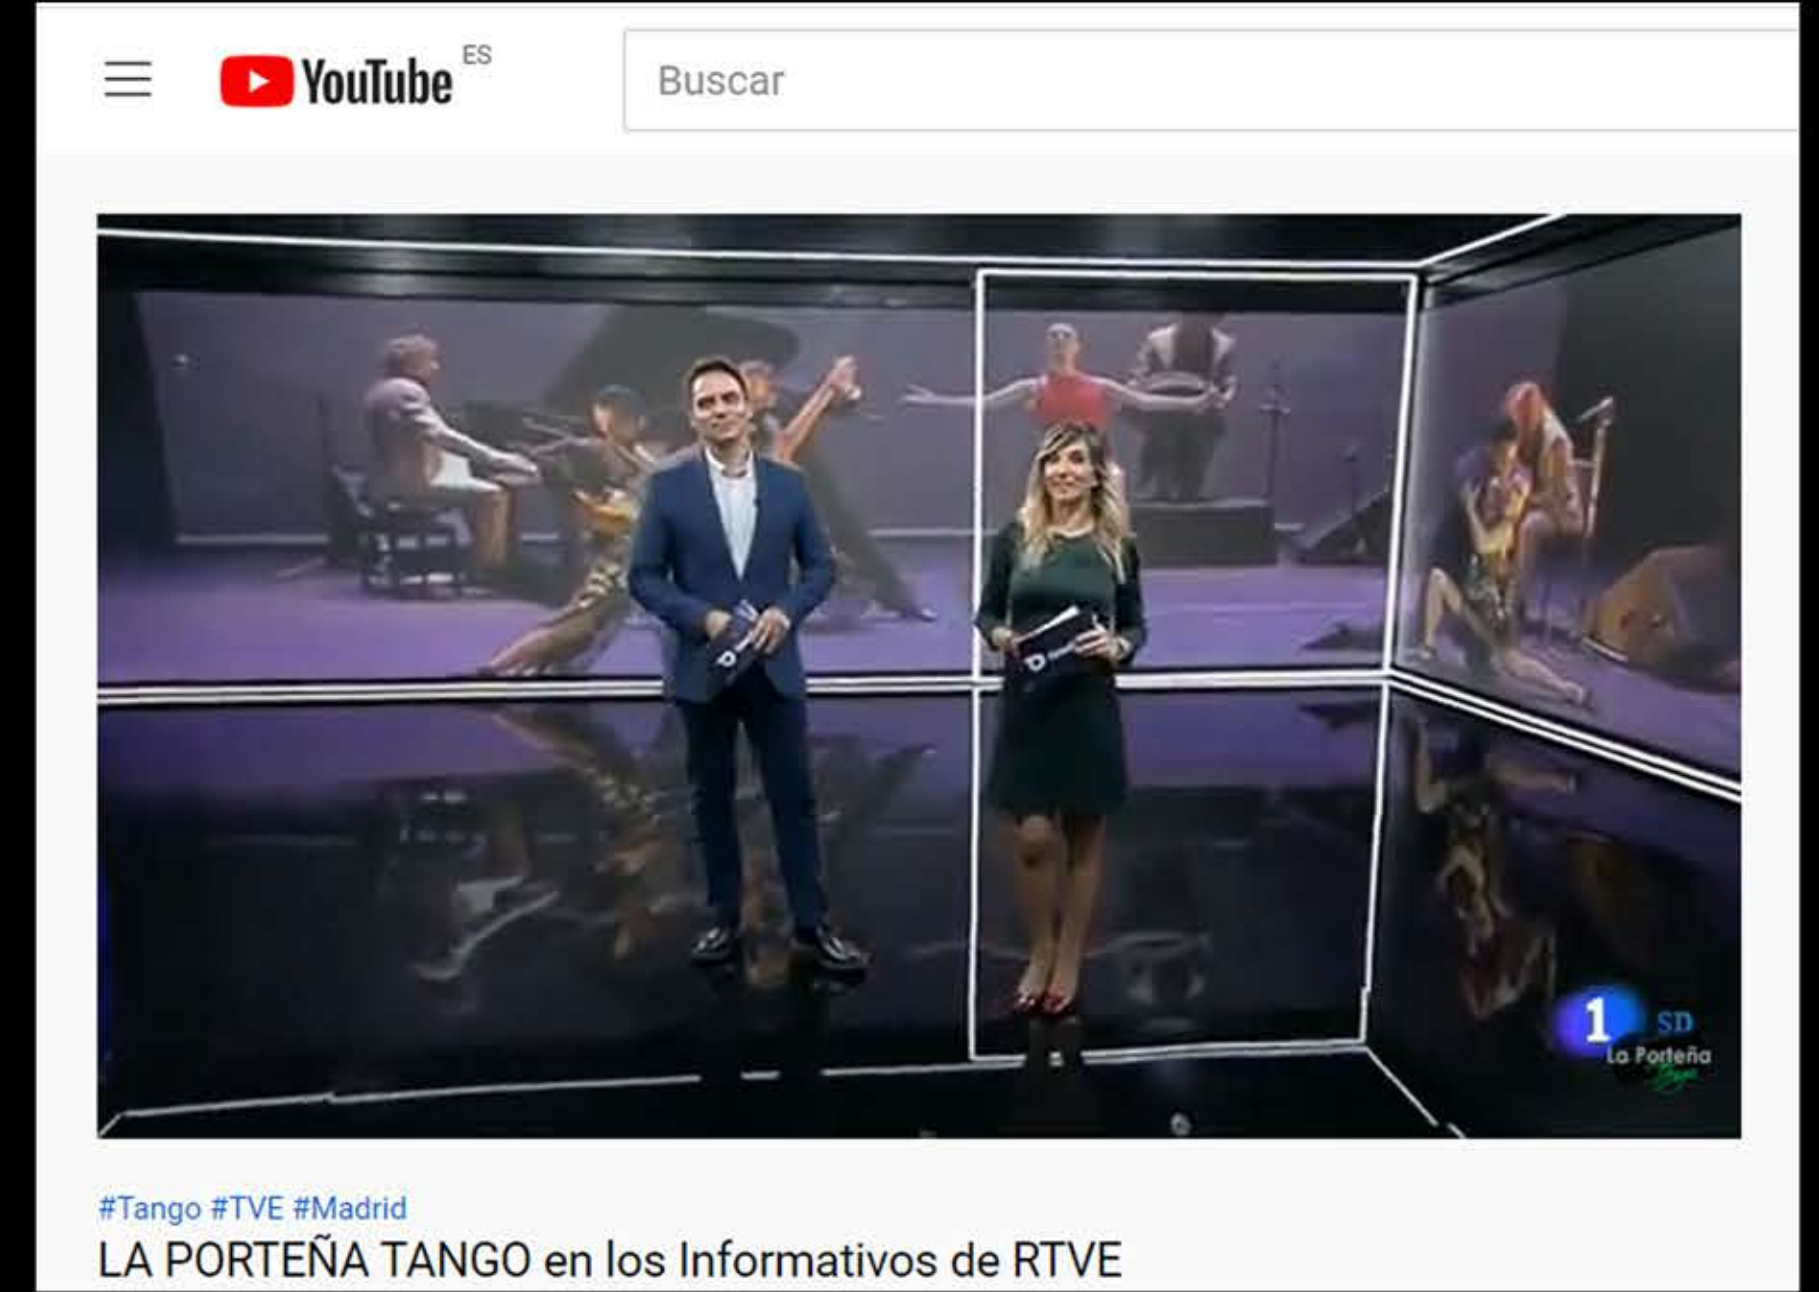 YouTube ES
Buscar
1 SD
La Porteña
#Tango #TVE #Madrid
LA PORTEÑA TANGO en los Informativos de RTVE